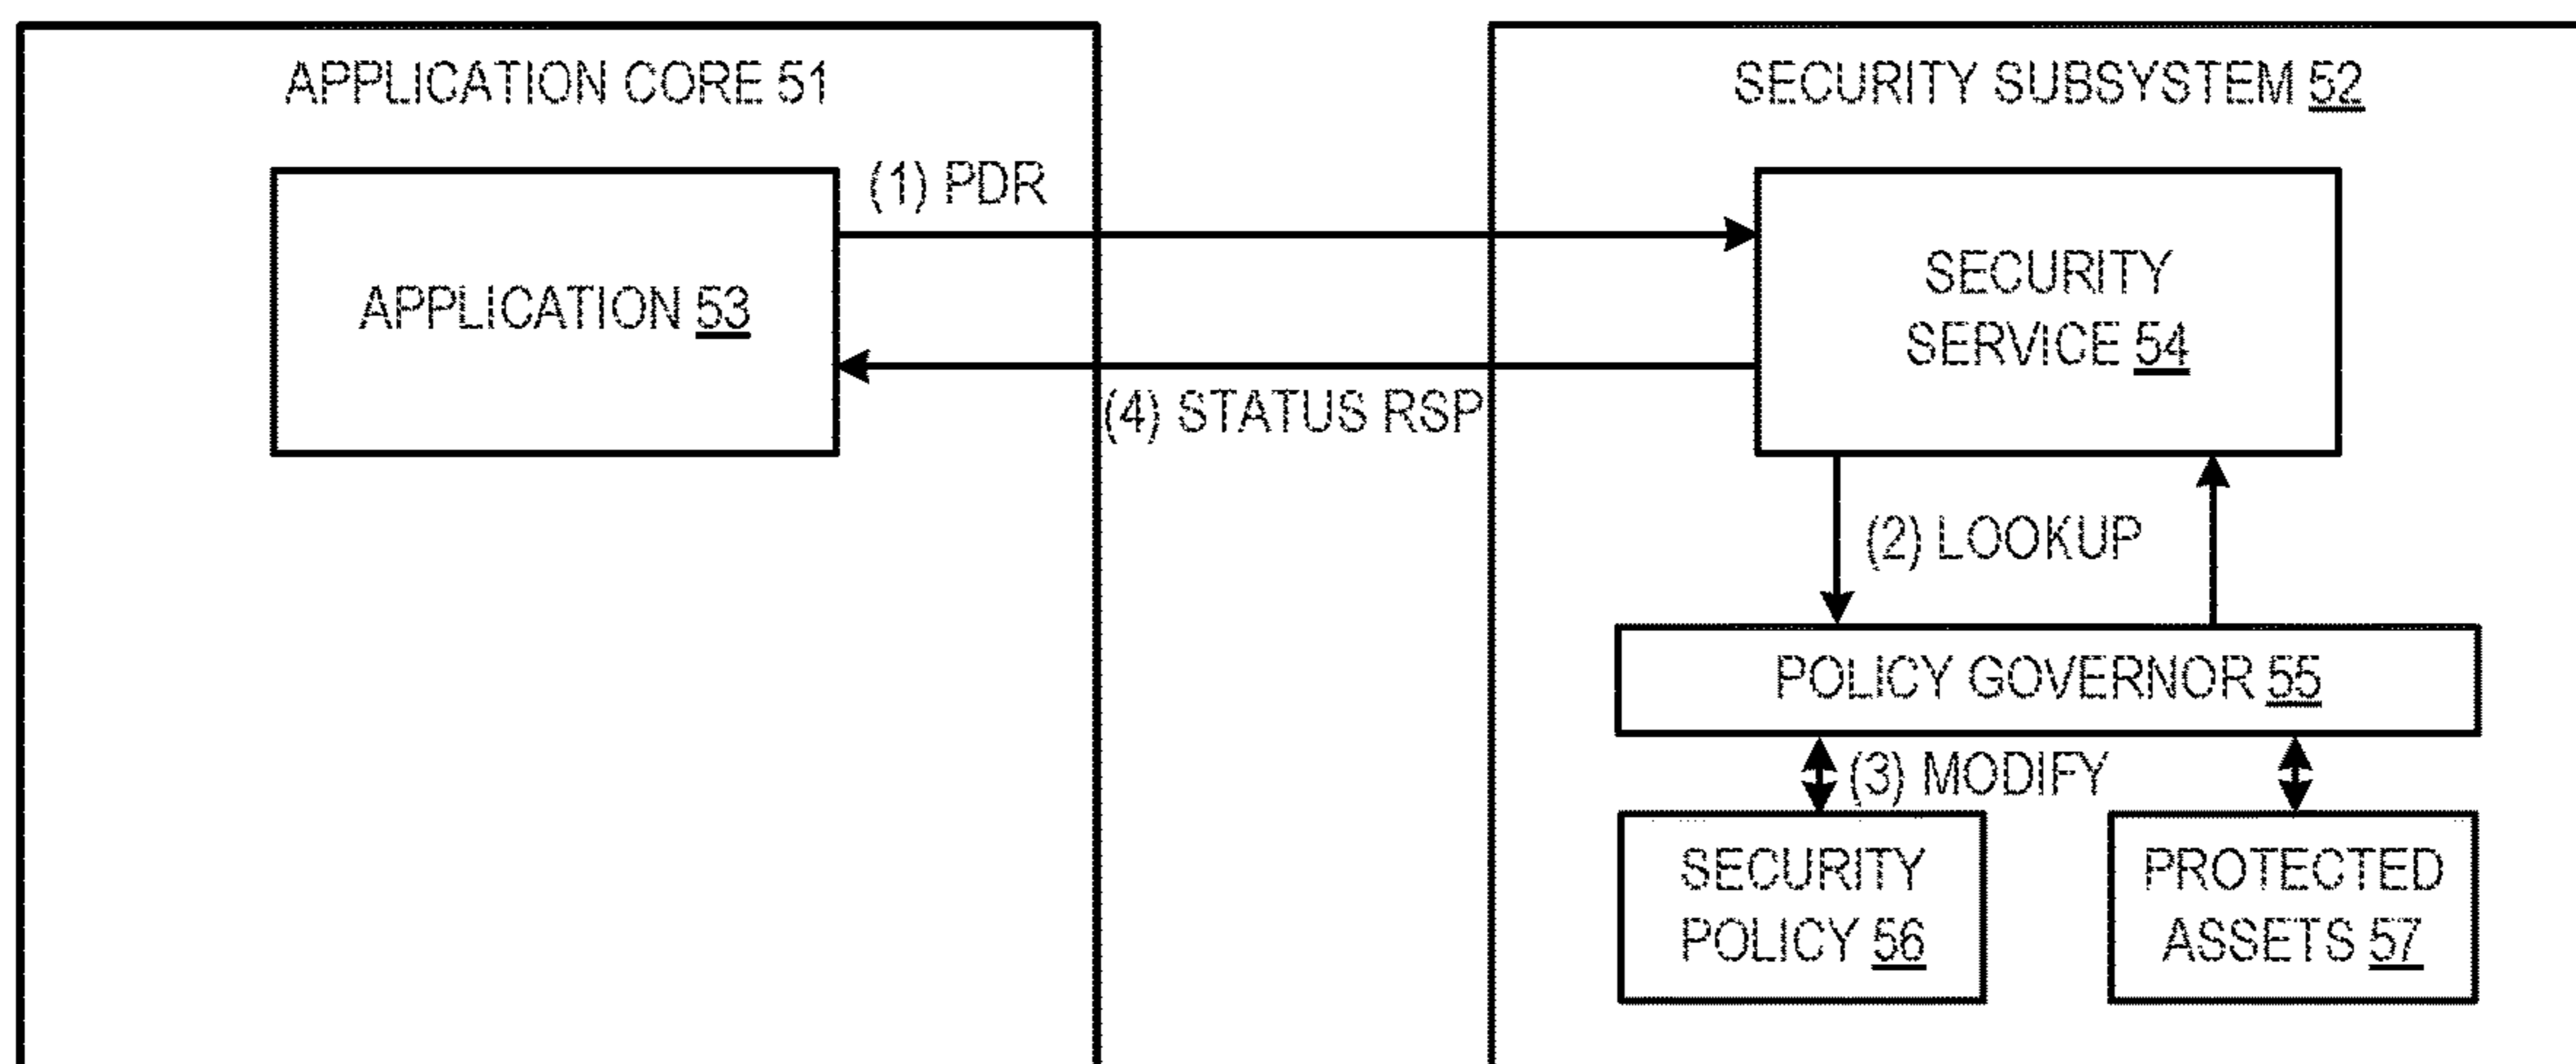 APPLICATION CORE 51
SECURITY SUBSYSTEM 52
(1) PDR
APPLICATION 53
SECURITY
SERVICE 54
(4) STATUS RSP
(2) LOOKUP
POLICY GOVERNOR 55
(3) MODIFY
SECURITY
POLICY 56
PROTECTED
ASSETS 57